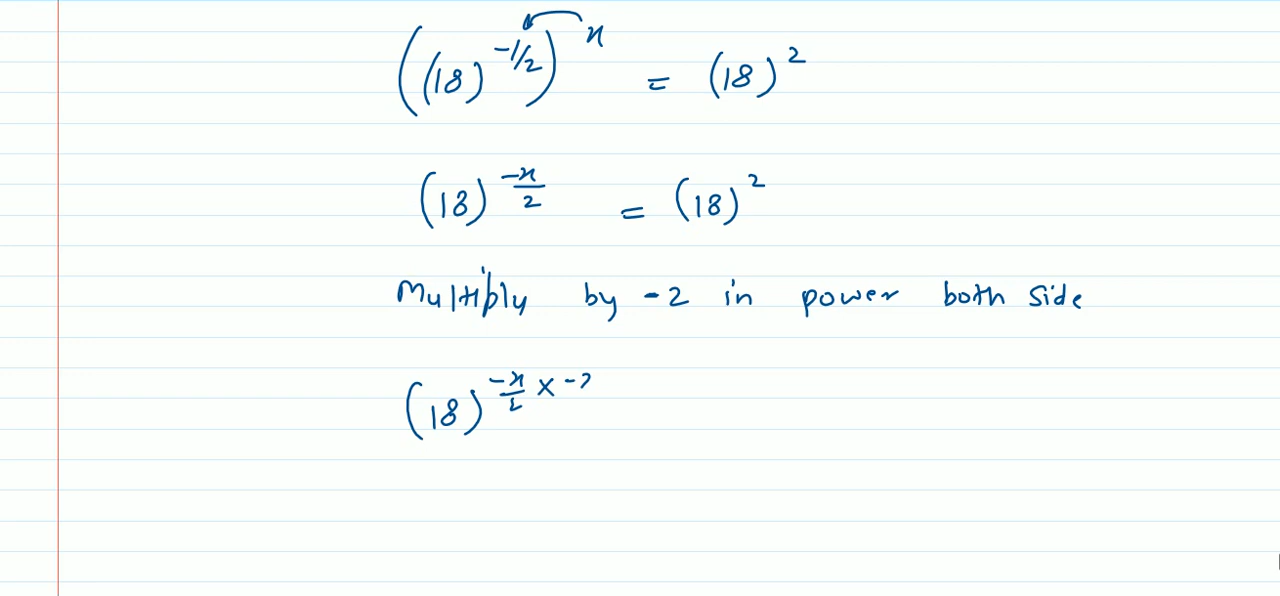 ((18)^{-1/2})^x = (18)^2
(18)^{-x/2} = (18)^2
Multiply by -2 in power both side
(18)^{-x/2 × -2}